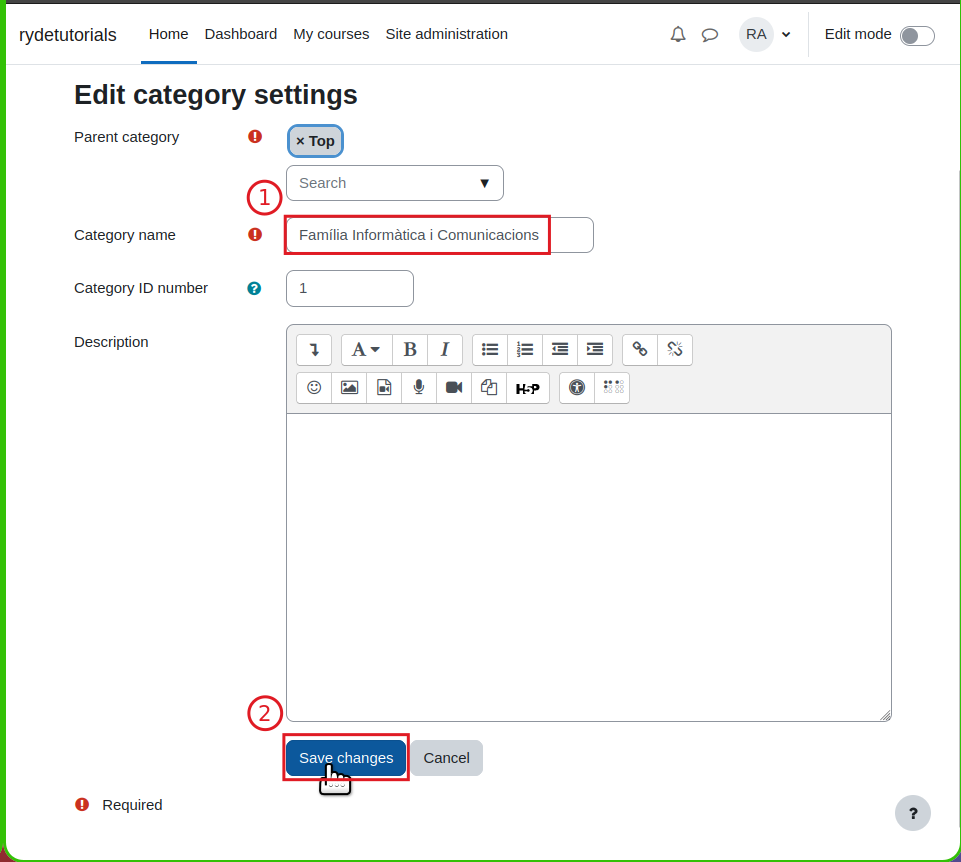 rydetutorials Home Dashboard My courses Site administration RA Edit mode
Edit category settings
Parent category
× Top
Search
1
Category name
Família Informàtica i Comunicacions
Category ID number
1
Description
A B I
H5P
2
Save changes Cancel
Required
?